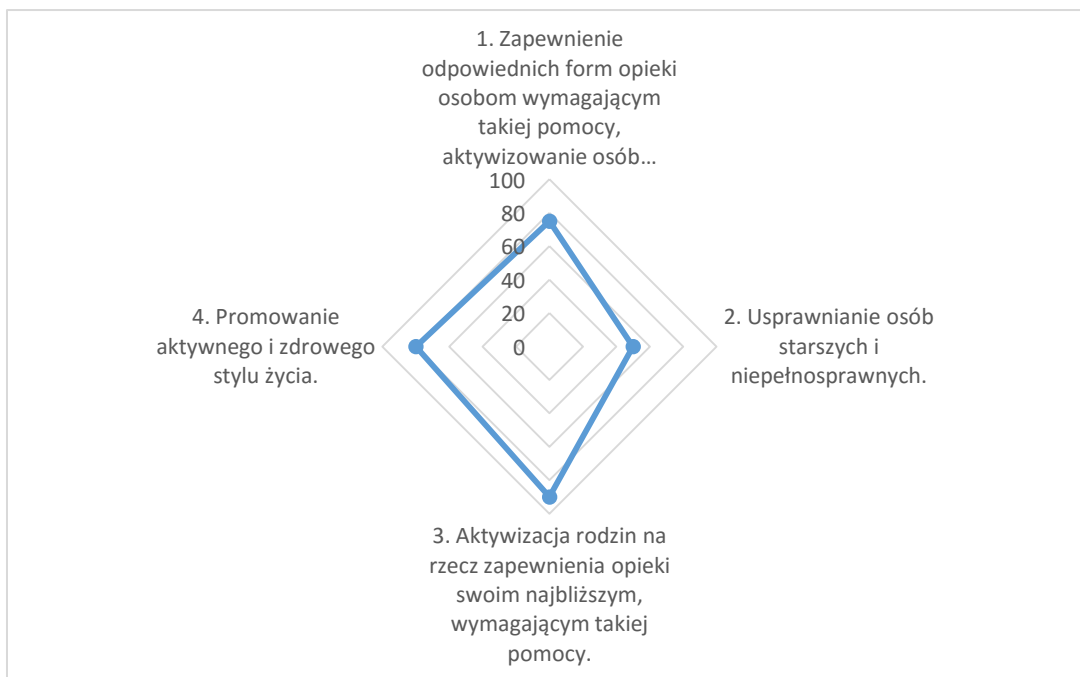 1. Zapewnienie
odpowiednich form opieki
osobom wymagającym
takiej pomocy,
aktywizowanie osób…
100
80
60
40
20
0
2. Usprawnianie osób
starszych i
niepełnosprawnych.
4. Promowanie
aktywnego i zdrowego
stylu życia.
3. Aktywizacja rodzin na
rzecz zapewnienia opieki
swoim najbliższym,
wymagającym takiej
pomocy.